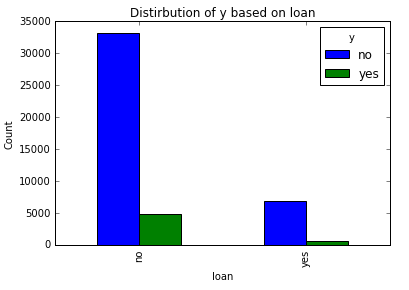 Distirbution of y based on loan
35000
30000
25000
20000
15000
10000
5000
0
Count
y
no
yes
no
yes
loan